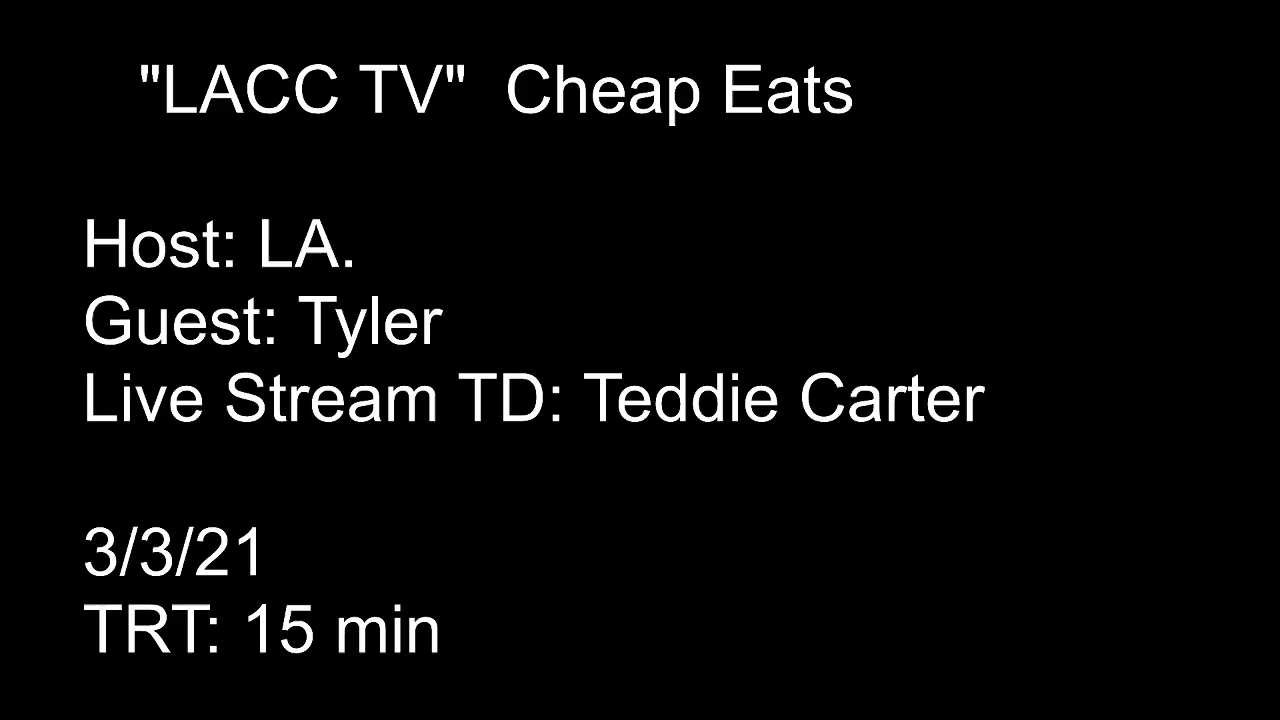 "LACC TV"  Cheap Eats
Host: LA.
Guest: Tyler
Live Stream TD: Teddie Carter
3/3/21
TRT: 15 min